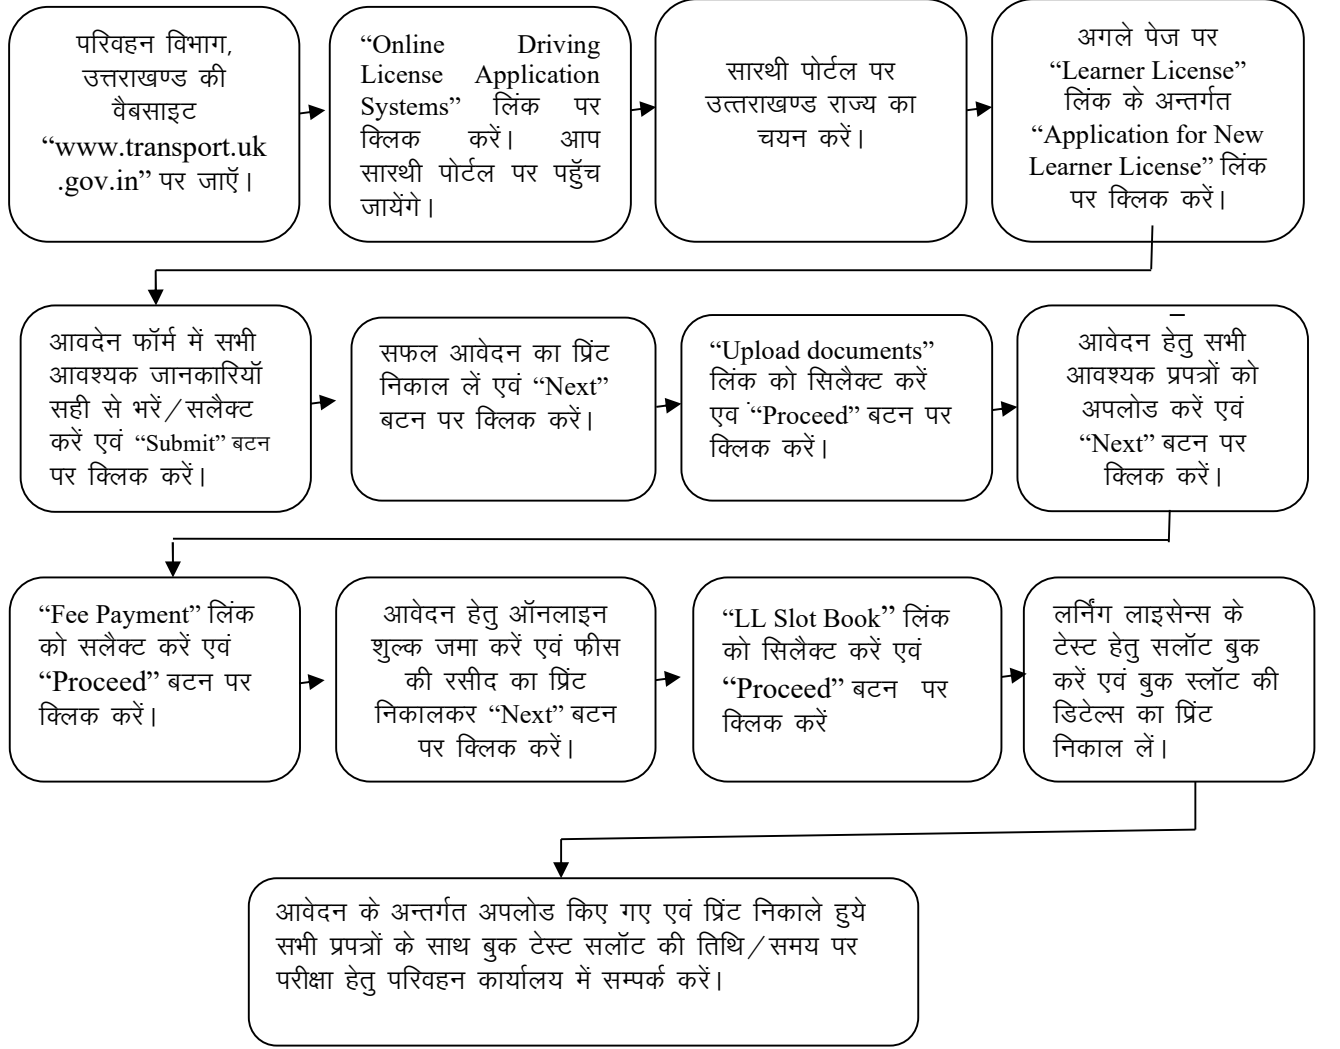 परिवहन विभाग,
उत्तराखण्ड की
वैबसाइट
“www.transport.uk
.gov.in” पर जाएॅ।
“Online Driving
License Application
Systems” लिंक पर
क्लिक करें। आप
सारथी पोर्टल पर पहुॅच
जायेंगे।
सारथी पोर्टल पर
उत्तराखण्ड राज्य का
चयन करें।
अगले पेज पर
“Learner License”
लिंक के अन्तर्गत
“Application for New
Learner License” लिंक
पर क्लिक करें।
आवदेन फॉर्म में सभी
आवश्यक जानकारियॉ
सही से भरें/सलैक्ट
करें एवं “Submit” बटन
पर क्लिक करें।
सफल आवेदन का प्रिंट
निकाल लें एवं “Next”
बटन पर क्लिक करें।
“Upload documents”
लिंक को सिलैक्ट करें
एवं “Proceed” बटन पर
क्लिक करें।
आवेदन हेतु सभी
आवश्यक प्रपत्रों को
अपलोड करें एवं
“Next” बटन पर
क्लिक करें।
“Fee Payment” लिंक
को सलैक्ट करें एवं
“Proceed” बटन पर
क्लिक करें।
आवेदन हेतु ऑनलाइन
शुल्क जमा करें एवं फीस
की रसीद का प्रिंट
निकालकर “Next” बटन
पर क्लिक करें।
“LL Slot Book” लिंक
को सिलैक्ट करें एवं
“Proceed” बटन पर
क्लिक करें
लर्निंग लाइसेन्स के
टेस्ट हेतु सलॉट बुक
करें एवं बुक स्लॉट की
डिटेल्स का प्रिंट
निकाल लें।
आवेदन के अन्तर्गत अपलोड किए गए एवं प्रिंट निकाले हुये
सभी प्रपत्रों के साथ बुक टेस्ट सलॉट की तिथि/समय पर
परीक्षा हेतु परिवहन कार्यालय में सम्पर्क करें।